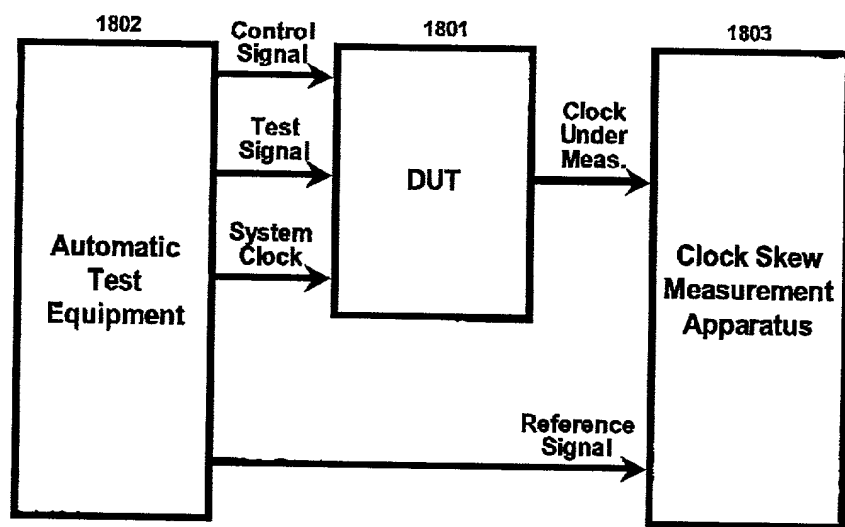 1802
Control
Signal
1801
1803
Test
Signal
Clock
Under
Meas.
DUT
System
Clock
Automatic
Test
Equipment
Clock Skew
Measurement
Apparatus
Reference
Signal